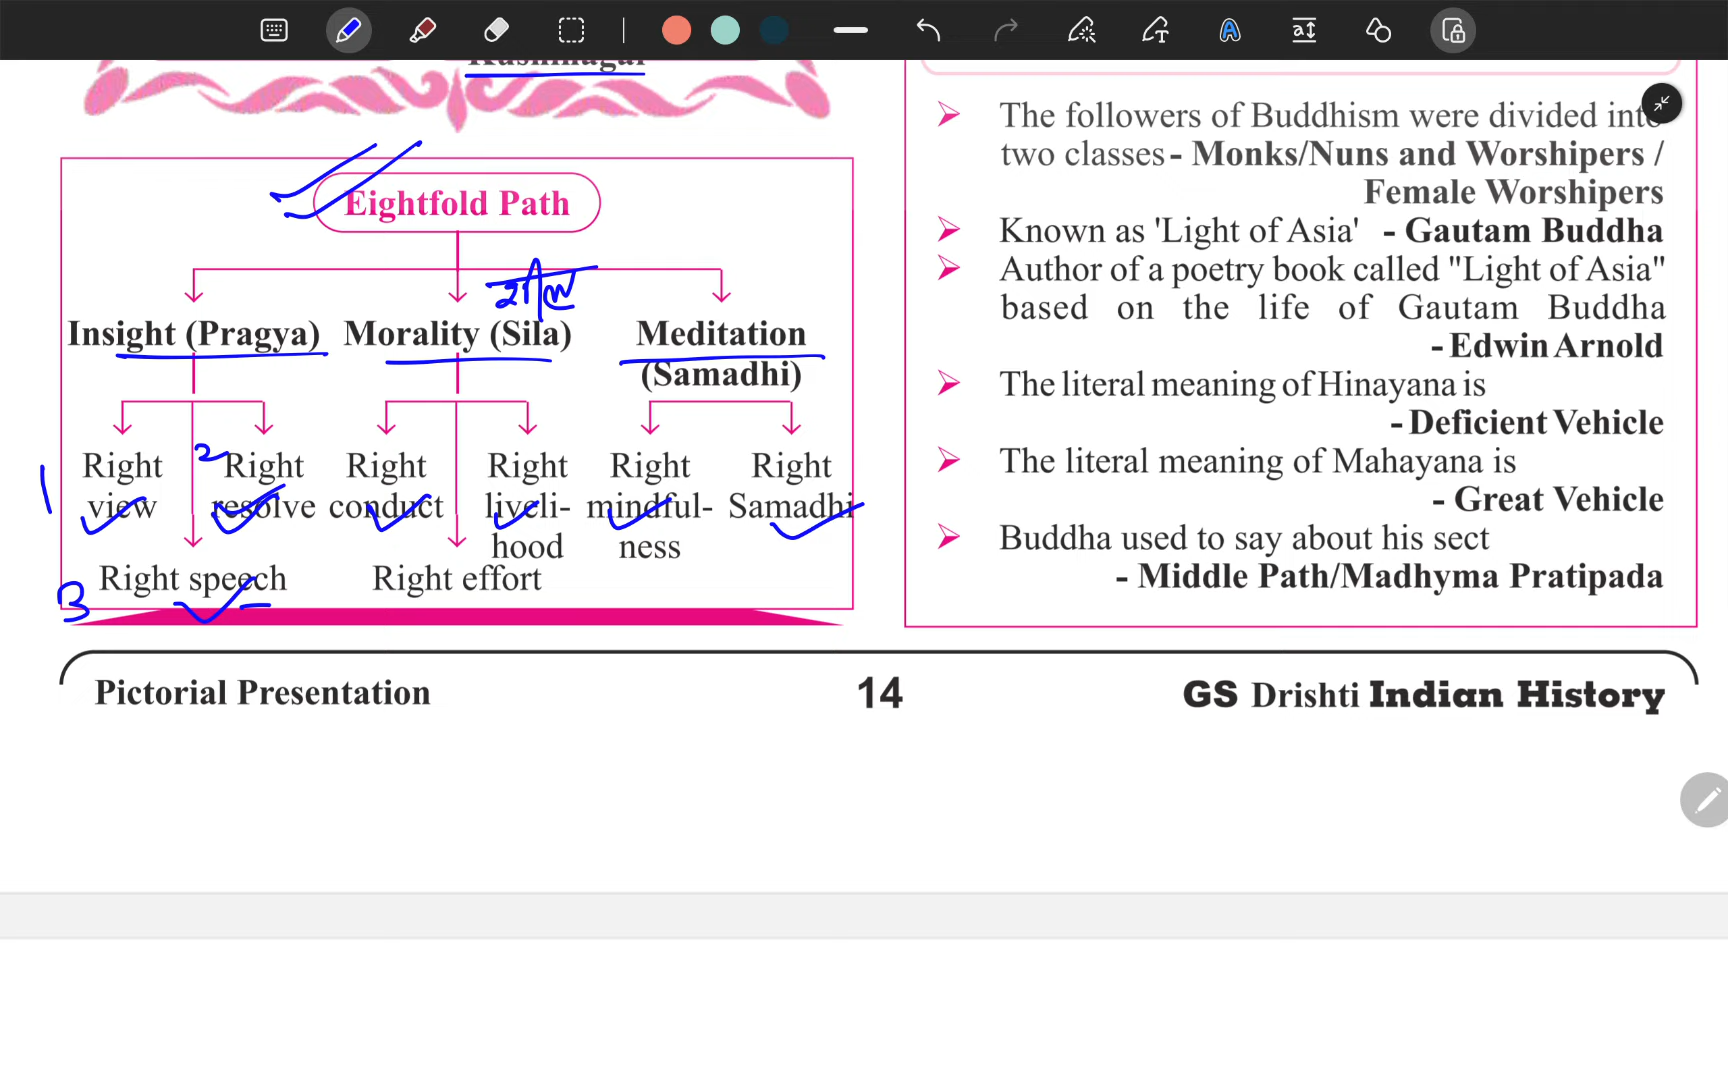 Eightfold Path
शील
Insight (Pragya) Morality (Sila) Meditation
(Samadhi)
1 2
Right Right Right Right Right Right
view resolve conduct liveli- mindful- Samadhi
hood ness
3 Right speech Right effort
The followers of Buddhism were divided into
two classes - Monks/Nuns and Worshipers /
Female Worshipers
Known as 'Light of Asia' - Gautam Buddha
Author of a poetry book called "Light of Asia"
based on the life of Gautam Buddha
- Edwin Arnold
The literal meaning of Hinayana is
- Deficient Vehicle
The literal meaning of Mahayana is
- Great Vehicle
Buddha used to say about his sect
- Middle Path/Madhyma Pratipada
Pictorial Presentation 14 GS Drishti Indian History